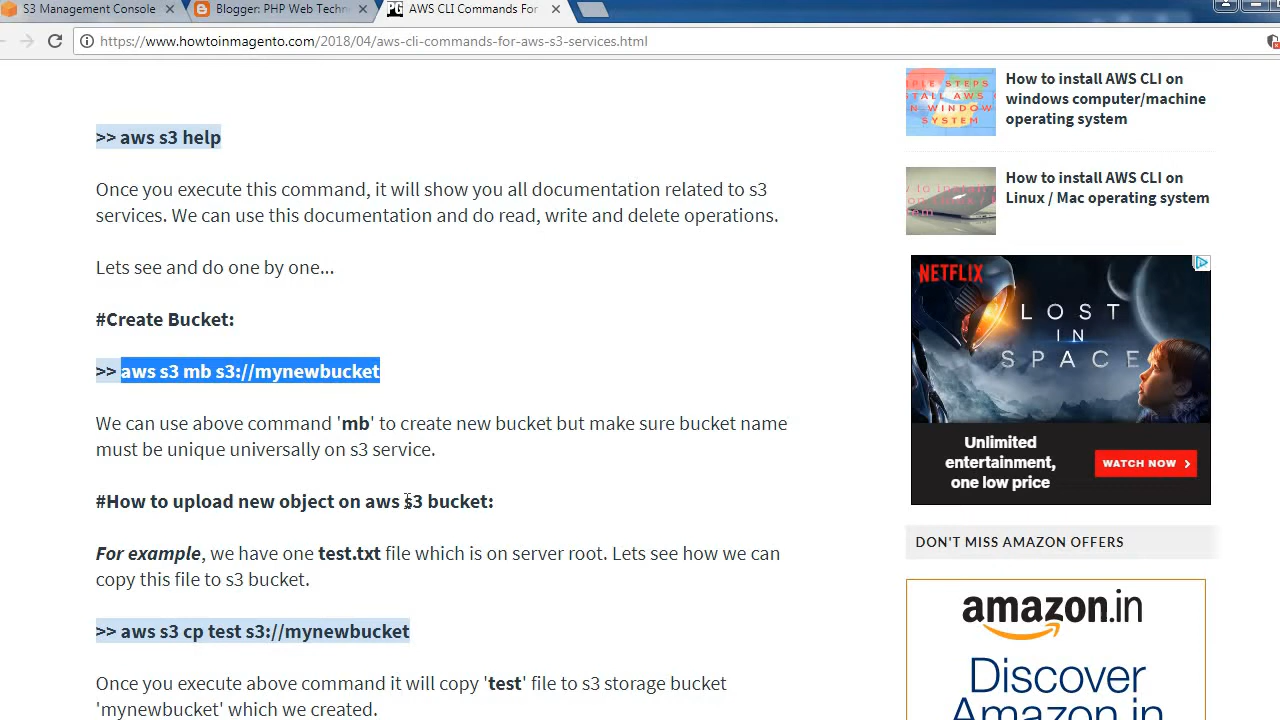 S3 Management Console
Blogger: PHP Web Techn
PG
AWS CLI Commands For
https://www.howtoinmagento.com/2018/04/aws-cli-commands-for-aws-s3-services.html
>> aws s3 help
Once you execute this command, it will show you all documentation related to s3
services. We can use this documentation and do read, write and delete operations.
Lets see and do one by one...
#Create Bucket:
>> aws s3 mb s3://mynewbucket
We can use above command 'mb' to create new bucket but make sure bucket name
must be unique universally on s3 service.
#How to upload new object on aws s3 bucket:
For example, we have one test.txt file which is on server root. Lets see how we can
copy this file to s3 bucket.
>> aws s3 cp test s3://mynewbucket
Once you execute above command it will copy 'test' file to s3 storage bucket
'mynewbucket' which we created.
How to install AWS CLI on
windows computer/machine
operating system
How to install AWS CLI on
Linux / Mac operating system
NETFLIX
LOST
IN
SPACE
Unlimited
entertainment,
one low price
WATCH NOW
DON'T MISS AMAZON OFFERS
amazon.in
Discover
Amazon.in